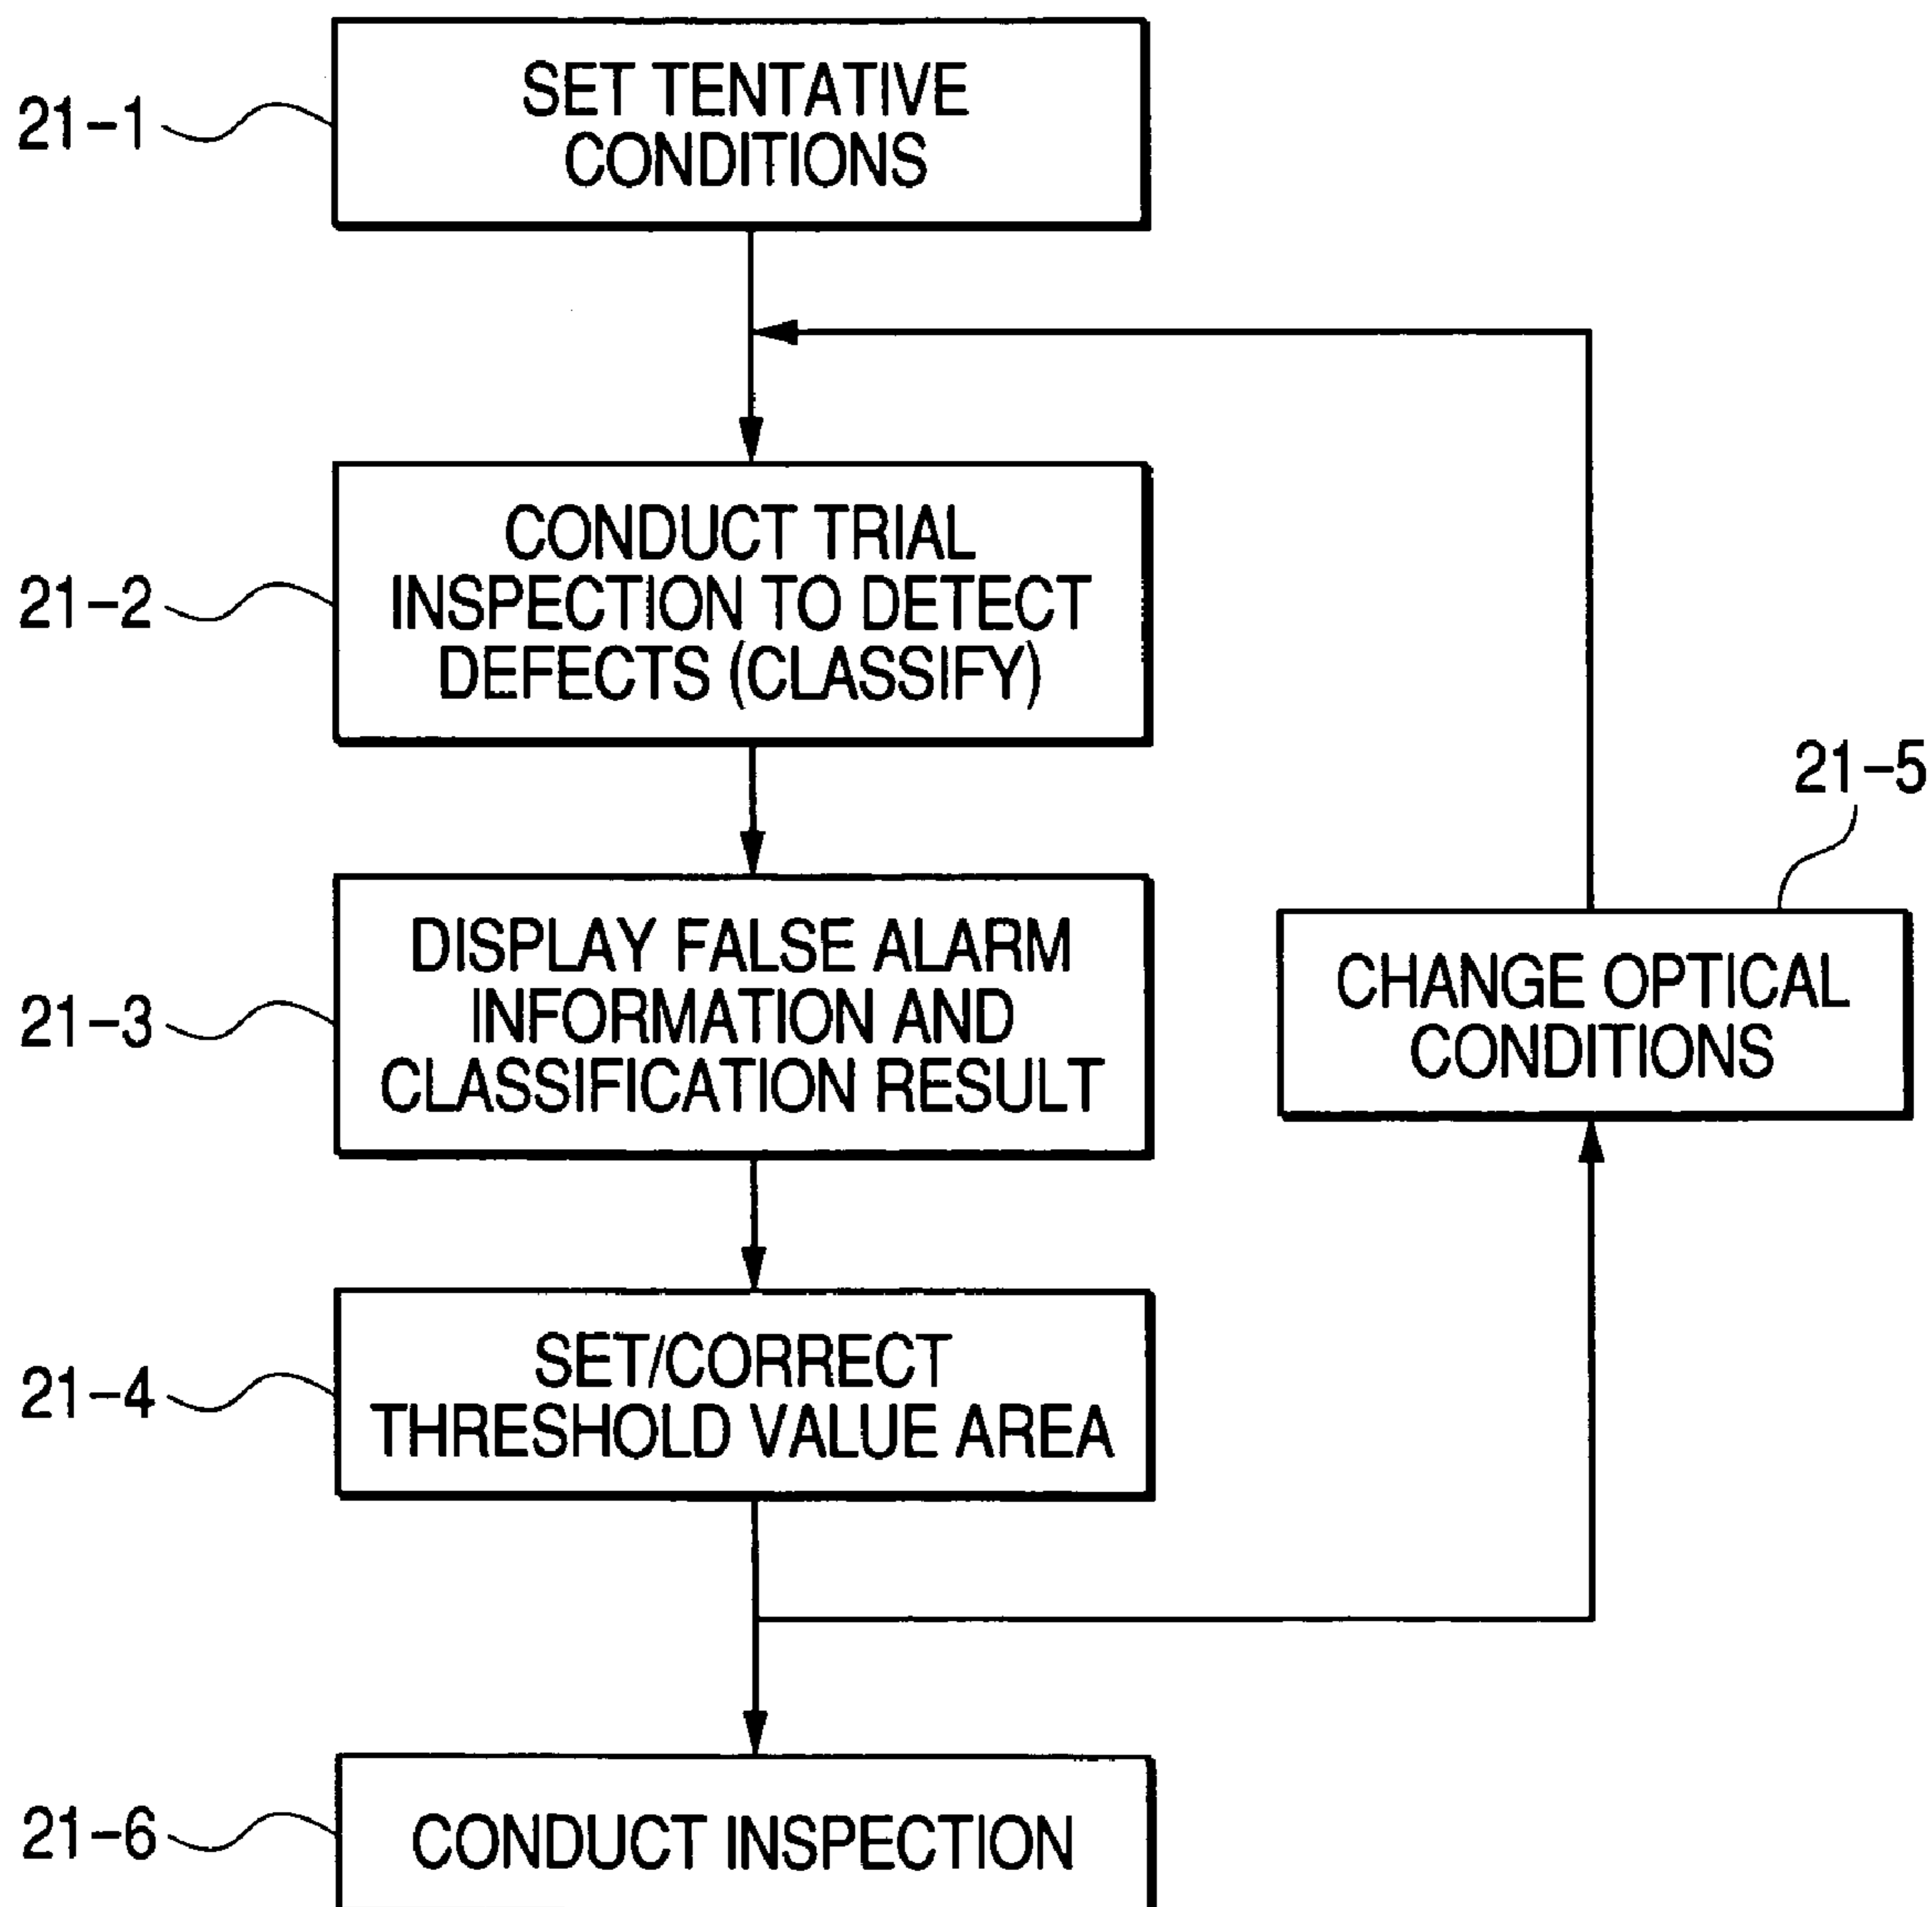 21-1
SET TENTATIVE
CONDITIONS
21-2
CONDUCT TRIAL
INSPECTION TO DETECT
DEFECTS (CLASSIFY)
21-3
DISPLAY FALSE ALARM
INFORMATION AND
CLASSIFICATION RESULT
21-5
CHANGE OPTICAL
CONDITIONS
21-4
SET/CORRECT
THRESHOLD VALUE AREA
21-6
CONDUCT INSPECTION